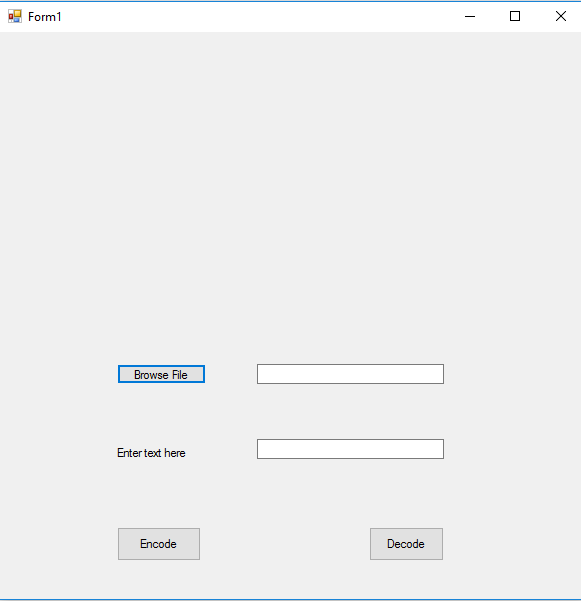 Form1
Browse File
Enter text here
Encode
Decode